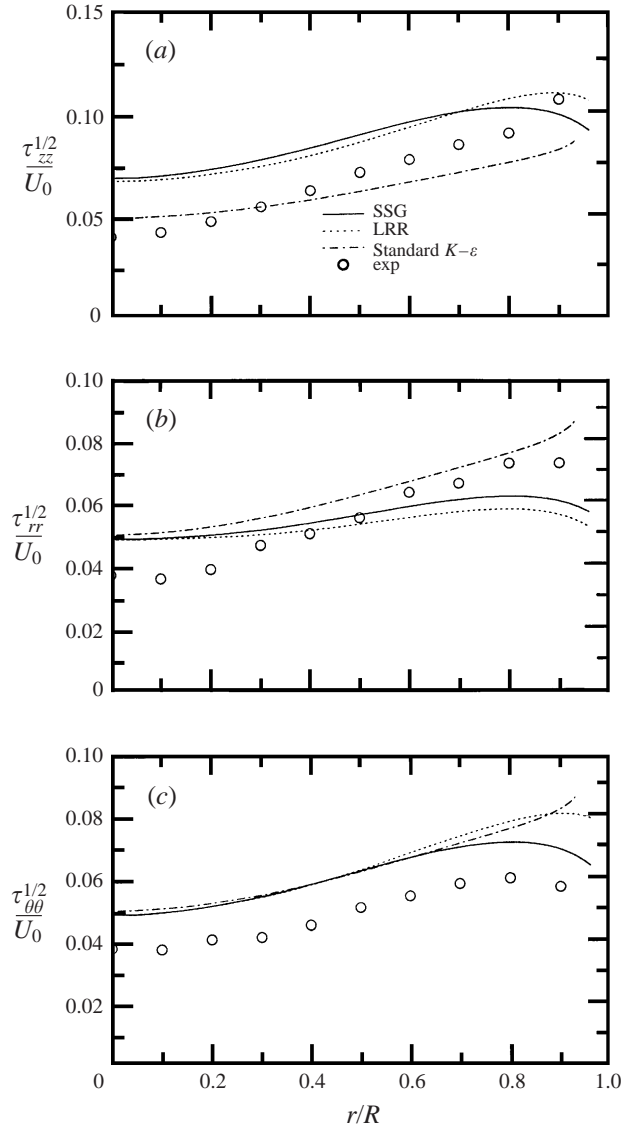 0.15
(a)
0.10
τ_zz^1/2
U_0
0.05
SSG
LRR
Standard K–ε
exp
0
0.10
(b)
0.08
0.06
τ_rr^1/2
U_0
0.04
0.02
0
0.10
(c)
0.08
0.06
τ_θθ^1/2
U_0
0.04
0.02
0 0.2 0.4 0.6 0.8 1.0
r/R